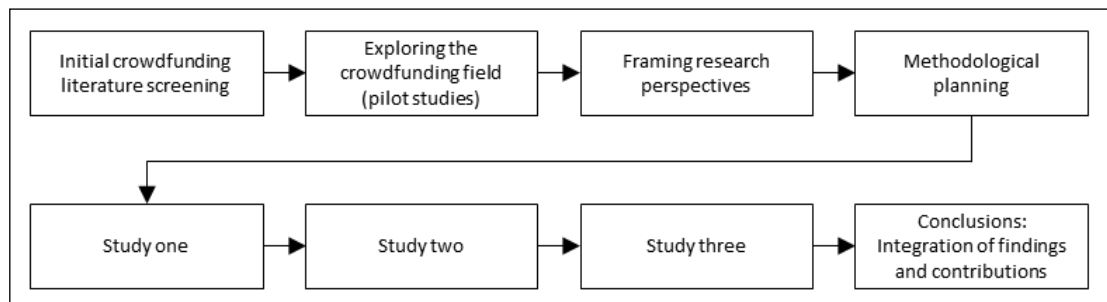 Initial crowdfunding
literature screening
Exploring the
crowdfunding field
(pilot studies)
Framing research
perspectives
Methodological
planning
Study one
Study two
Study three
Conclusions:
Integration of findings
and contributions